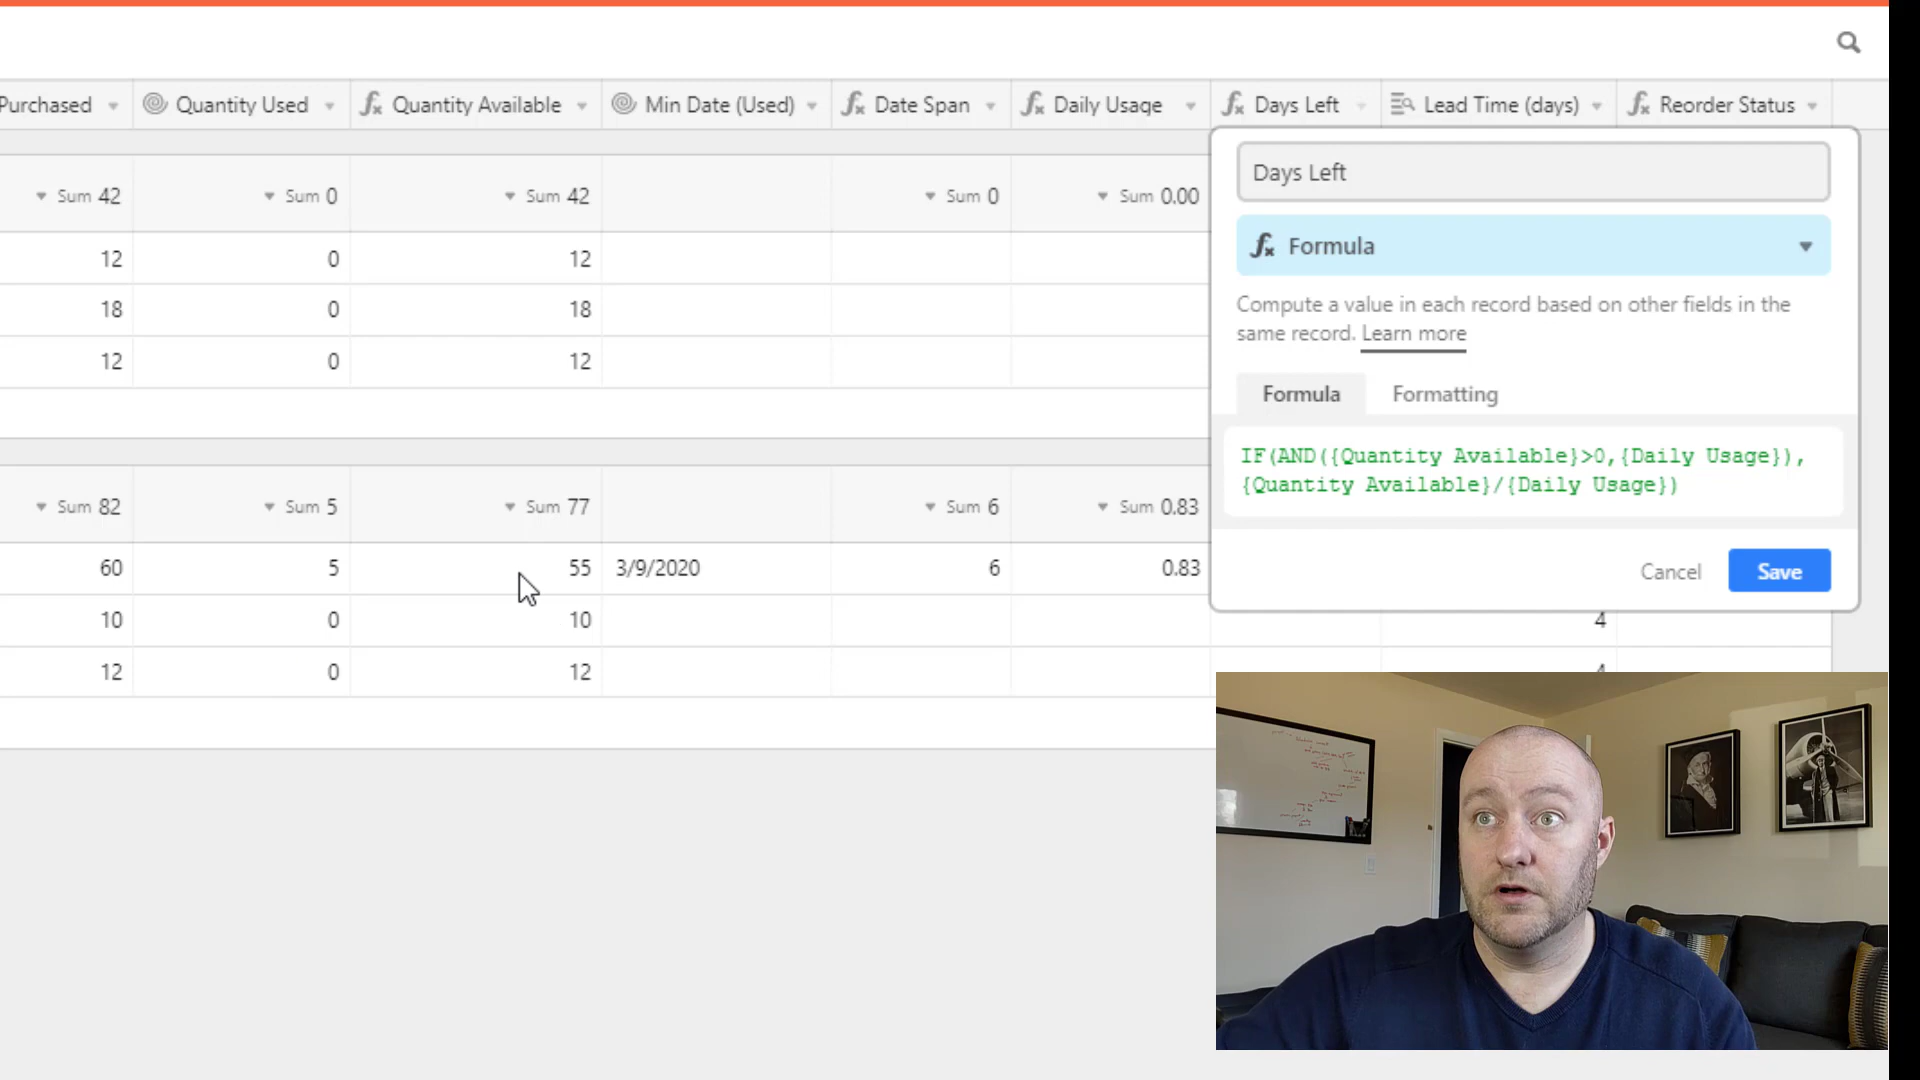 Purchased Quantity Used Quantity Available Min Date (Used) Date Span Daily Usage Days Left Lead Time (days) Reorder Status
Sum 42 Sum 0 Sum 42 Sum 0 Sum 0.00
12 0 12
18 0 18
12 0 12
Sum 82 Sum 5 Sum 77 Sum 6 Sum 0.83
60 5 55 3/9/2020 6 0.83
10 0 10 4
12 0 12
Days Left
Formula
Compute a value in each record based on other fields in the
same record. Learn more
Formula Formatting
IF(AND({Quantity Available}>0,{Daily Usage}),
{Quantity Available}/{Daily Usage})
Cancel Save